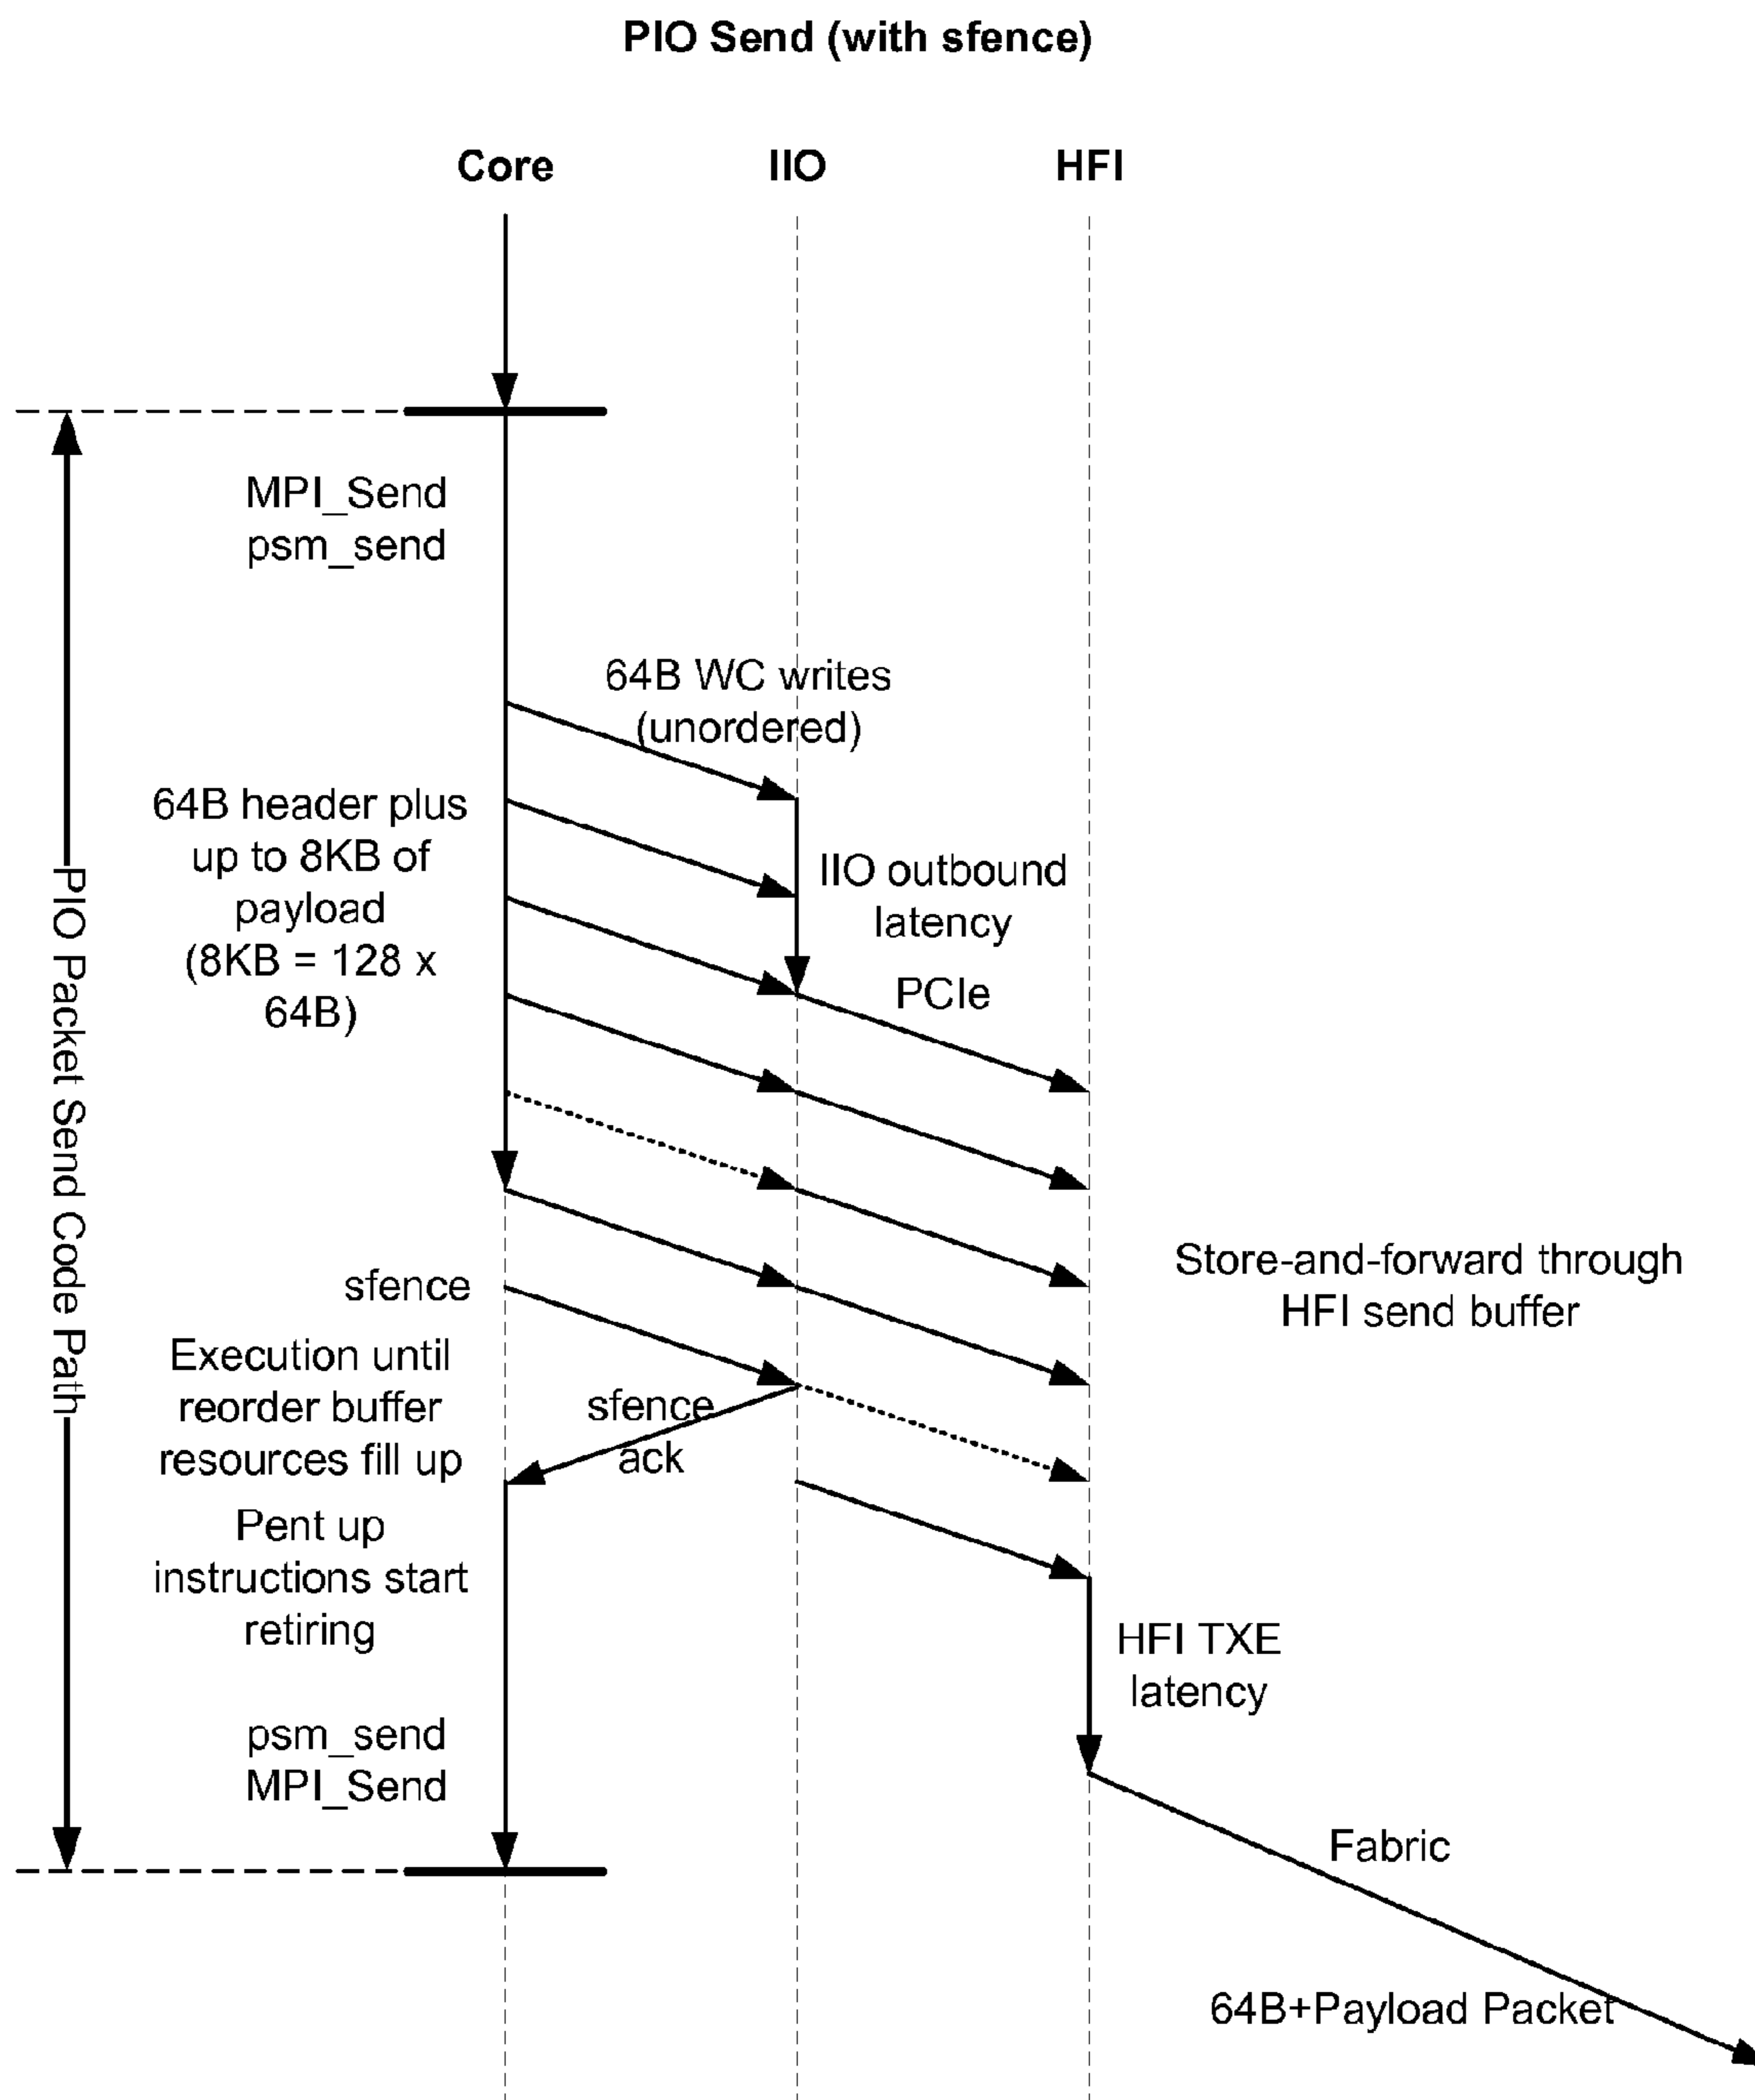 PIO Send (with sfence)
Core
IIO
HFI
MPI_Send
psm_send
64B WC writes
(unordered)
64B header plus
up to 8KB of
payload
(8KB = 128 x
64B)
IIO outbound
latency
PCIe
PIO Packet Send Code Path
Store-and-forward through
HFI send buffer
sfence
Execution until
reorder buffer
resources fill up
sfence
ack
Pent up
instructions start
retiring
HFI TXE
latency
psm_send
MPI_Send
Fabric
64B+Payload Packet